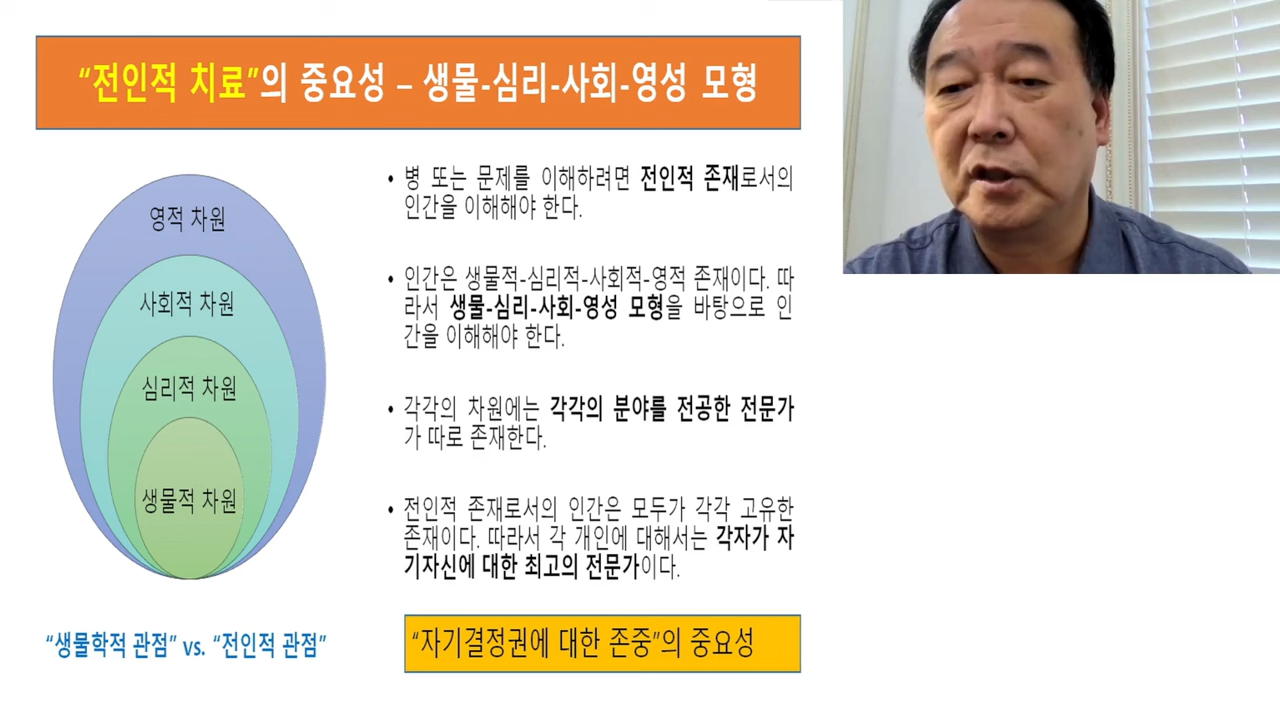 “전인적 치료”의 중요성 – 생물-심리-사회-영성 모형
영적 차원
사회적 차원
심리적 차원
생물적 차원
“생물학적 관점” vs. “전인적 관점”
• 병 또는 문제를 이해하려면 전인적 존재로서의
인간을 이해해야 한다.
• 인간은 생물적-심리적-사회적-영적 존재이다. 따
라서 생물-심리-사회-영성 모형을 바탕으로 인
간을 이해해야 한다.
• 각각의 차원에는 각각의 분야를 전공한 전문가
가 따로 존재한다.
• 전인적 존재로서의 인간은 모두가 각각 고유한
존재이다. 따라서 각 개인에 대해서는 각자가 자
기자신에 대한 최고의 전문가이다.
“자기결정권에 대한 존중”의 중요성